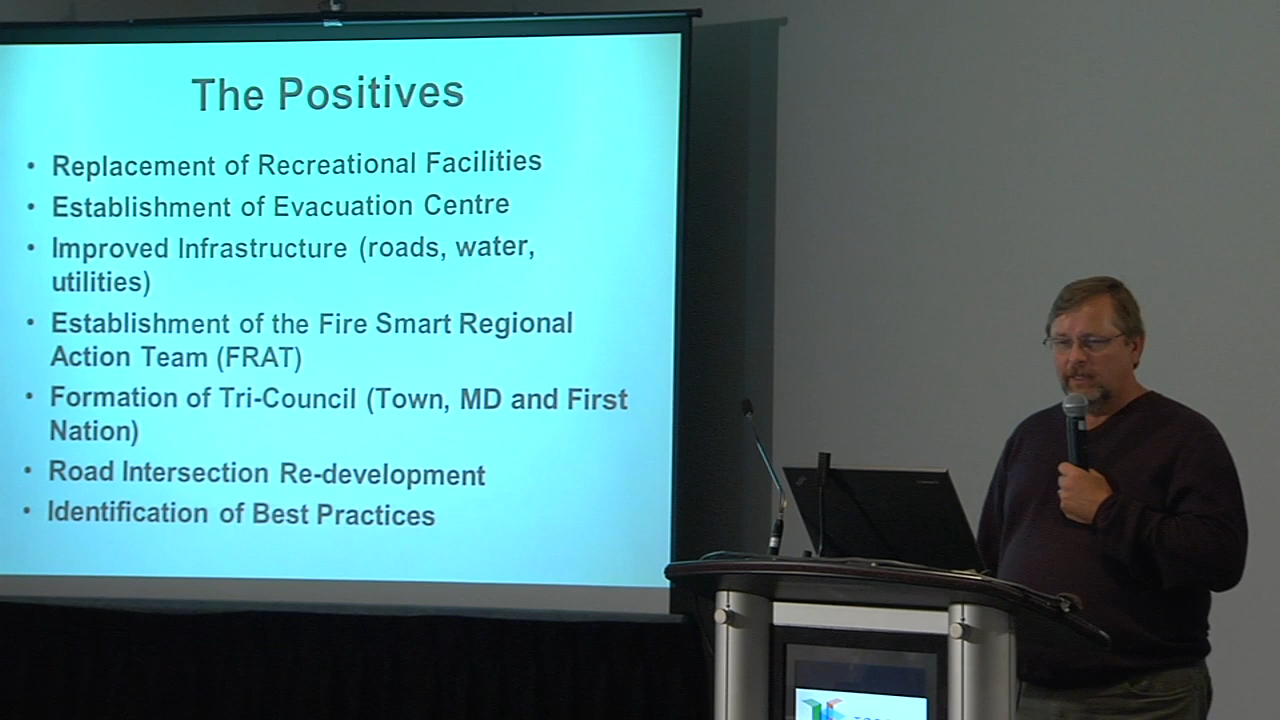 The Positives
• Replacement of Recreational Facilities
• Establishment of Evacuation Centre
• Improved Infrastructure (roads, water,
utilities)
• Establishment of the Fire Smart Regional
Action Team (FRAT)
• Formation of Tri-Council (Town, MD and First
Nation)
• Road Intersection Re-development
• Identification of Best Practices